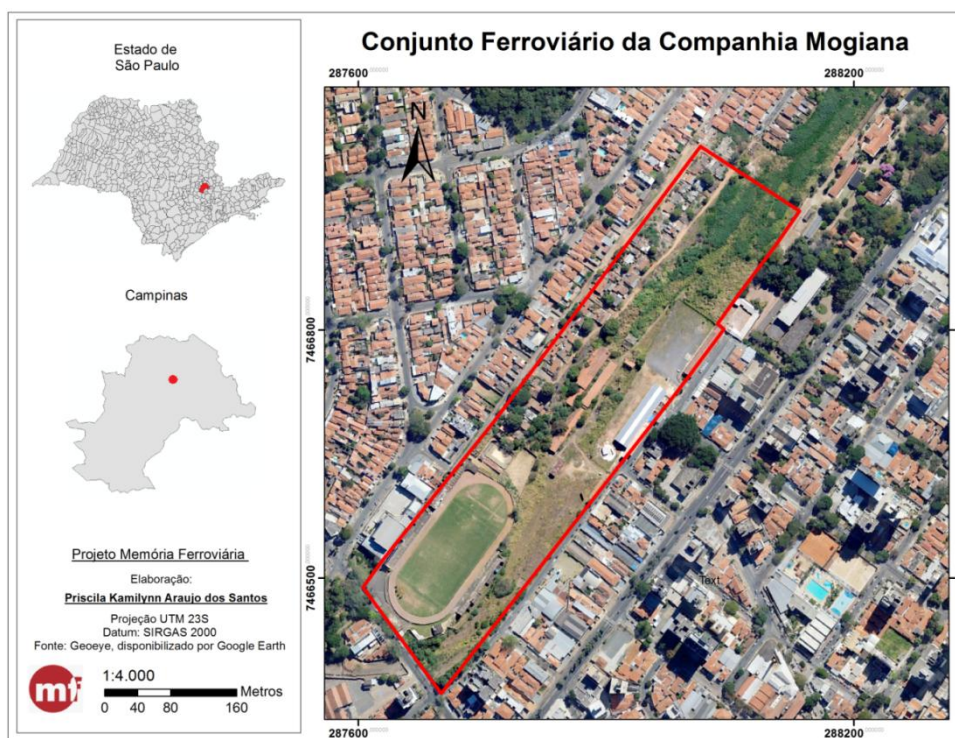 Estado de
São Paulo
Campinas
Projeto Memória Ferroviária
Elaboração:
Priscila Kamilynn Araujo dos Santos
Projeção UTM 23S
Datum: SIRGAS 2000
Fonte: Geoeye, disponibilizado por Google Earth
mf
1:4.000
Metros
0 40 80 160
Conjunto Ferroviário da Companhia Mogiana
287600
288200
N
7466800
7466500
Text
287600
288200